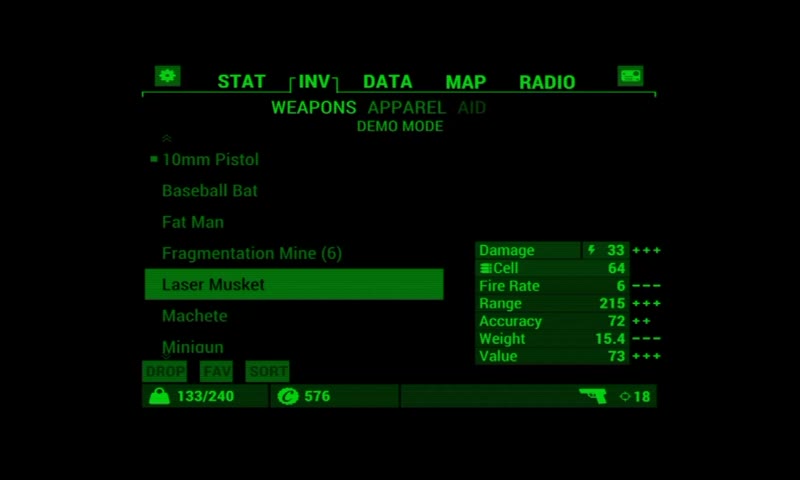 STAT INV DATA MAP RADIO
WEAPONS APPAREL AID
DEMO MODE
10mm Pistol
Baseball Bat
Fat Man
Fragmentation Mine (6)
Laser Musket
Machete
Minigun
Damage 33 +++
Cell 64
Fire Rate 6 ---
Range 215 +++
Accuracy 72 ++
Weight 15.4 ---
Value 73 +++
DROP FAV SORT
133/240 576 18